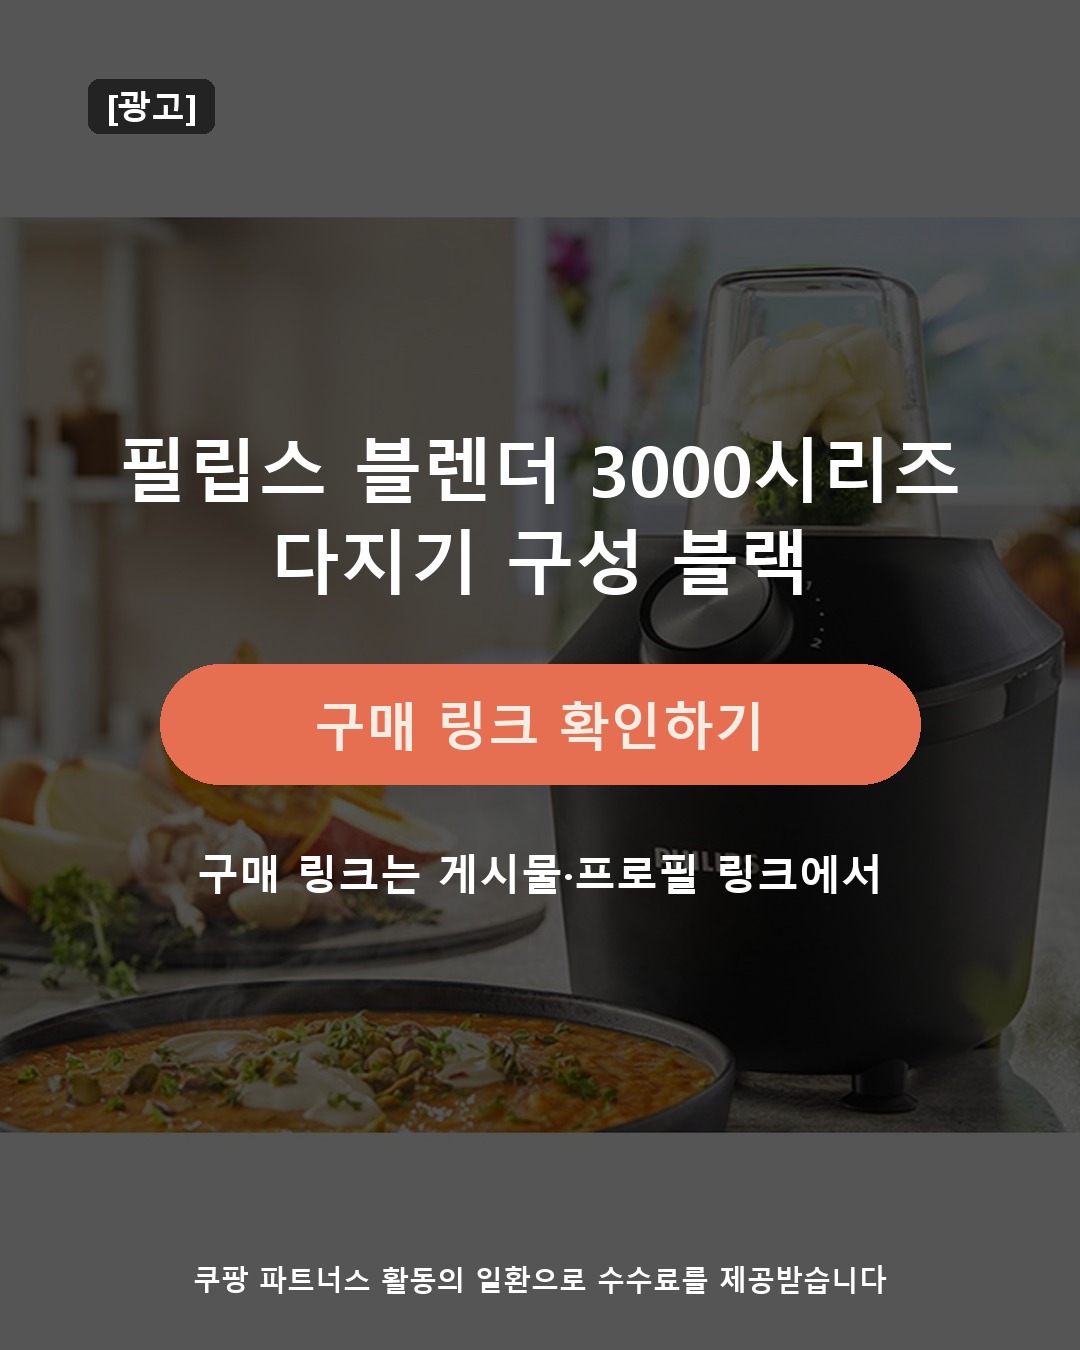 [광고]
필립스 블렌더 3000시리즈
다지기 구성 블랙
구매 링크 확인하기
PHILIPS
구매 링크는 게시물·프로필 링크에서
쿠팡 파트너스 활동의 일환으로 수수료를 제공받습니다